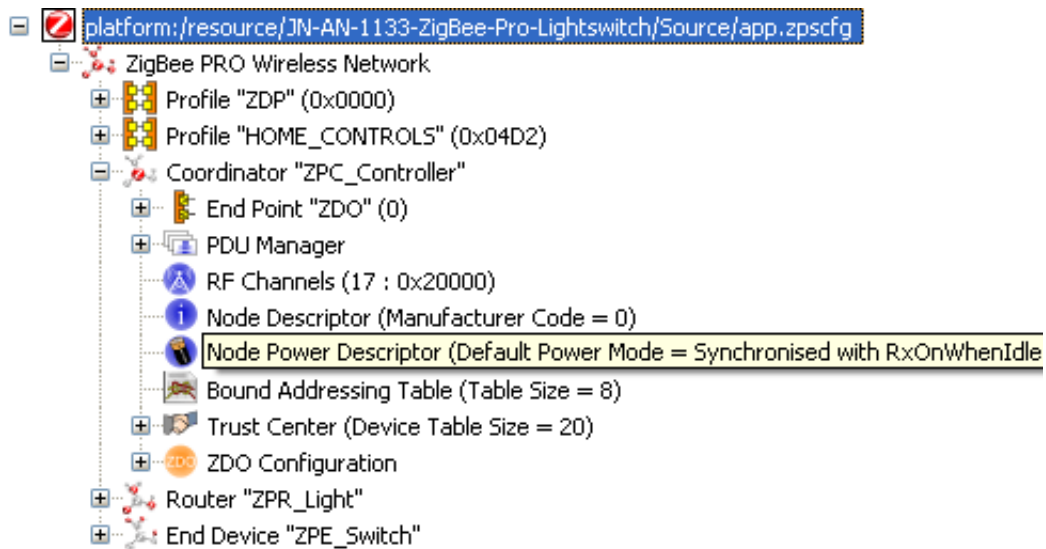 platform:/resource/JN-AN-1133-ZigBee-Pro-Lightswitch/Source/app.zpscfg
ZigBee PRO Wireless Network
Profile "ZDP" (0x0000)
Profile "HOME_CONTROLS" (0x04D2)
Coordinator "ZPC_Controller"
End Point "ZDO" (0)
PDU Manager
RF Channels (17 : 0x20000)
Node Descriptor (Manufacturer Code = 0)
Node Power Descriptor (Default Power Mode = Synchronised with RxOnWhenIdle
Bound Addressing Table (Table Size = 8)
Trust Center (Device Table Size = 20)
ZDO ZDO Configuration
Router "ZPR_Light"
End Device "ZPE_Switch"